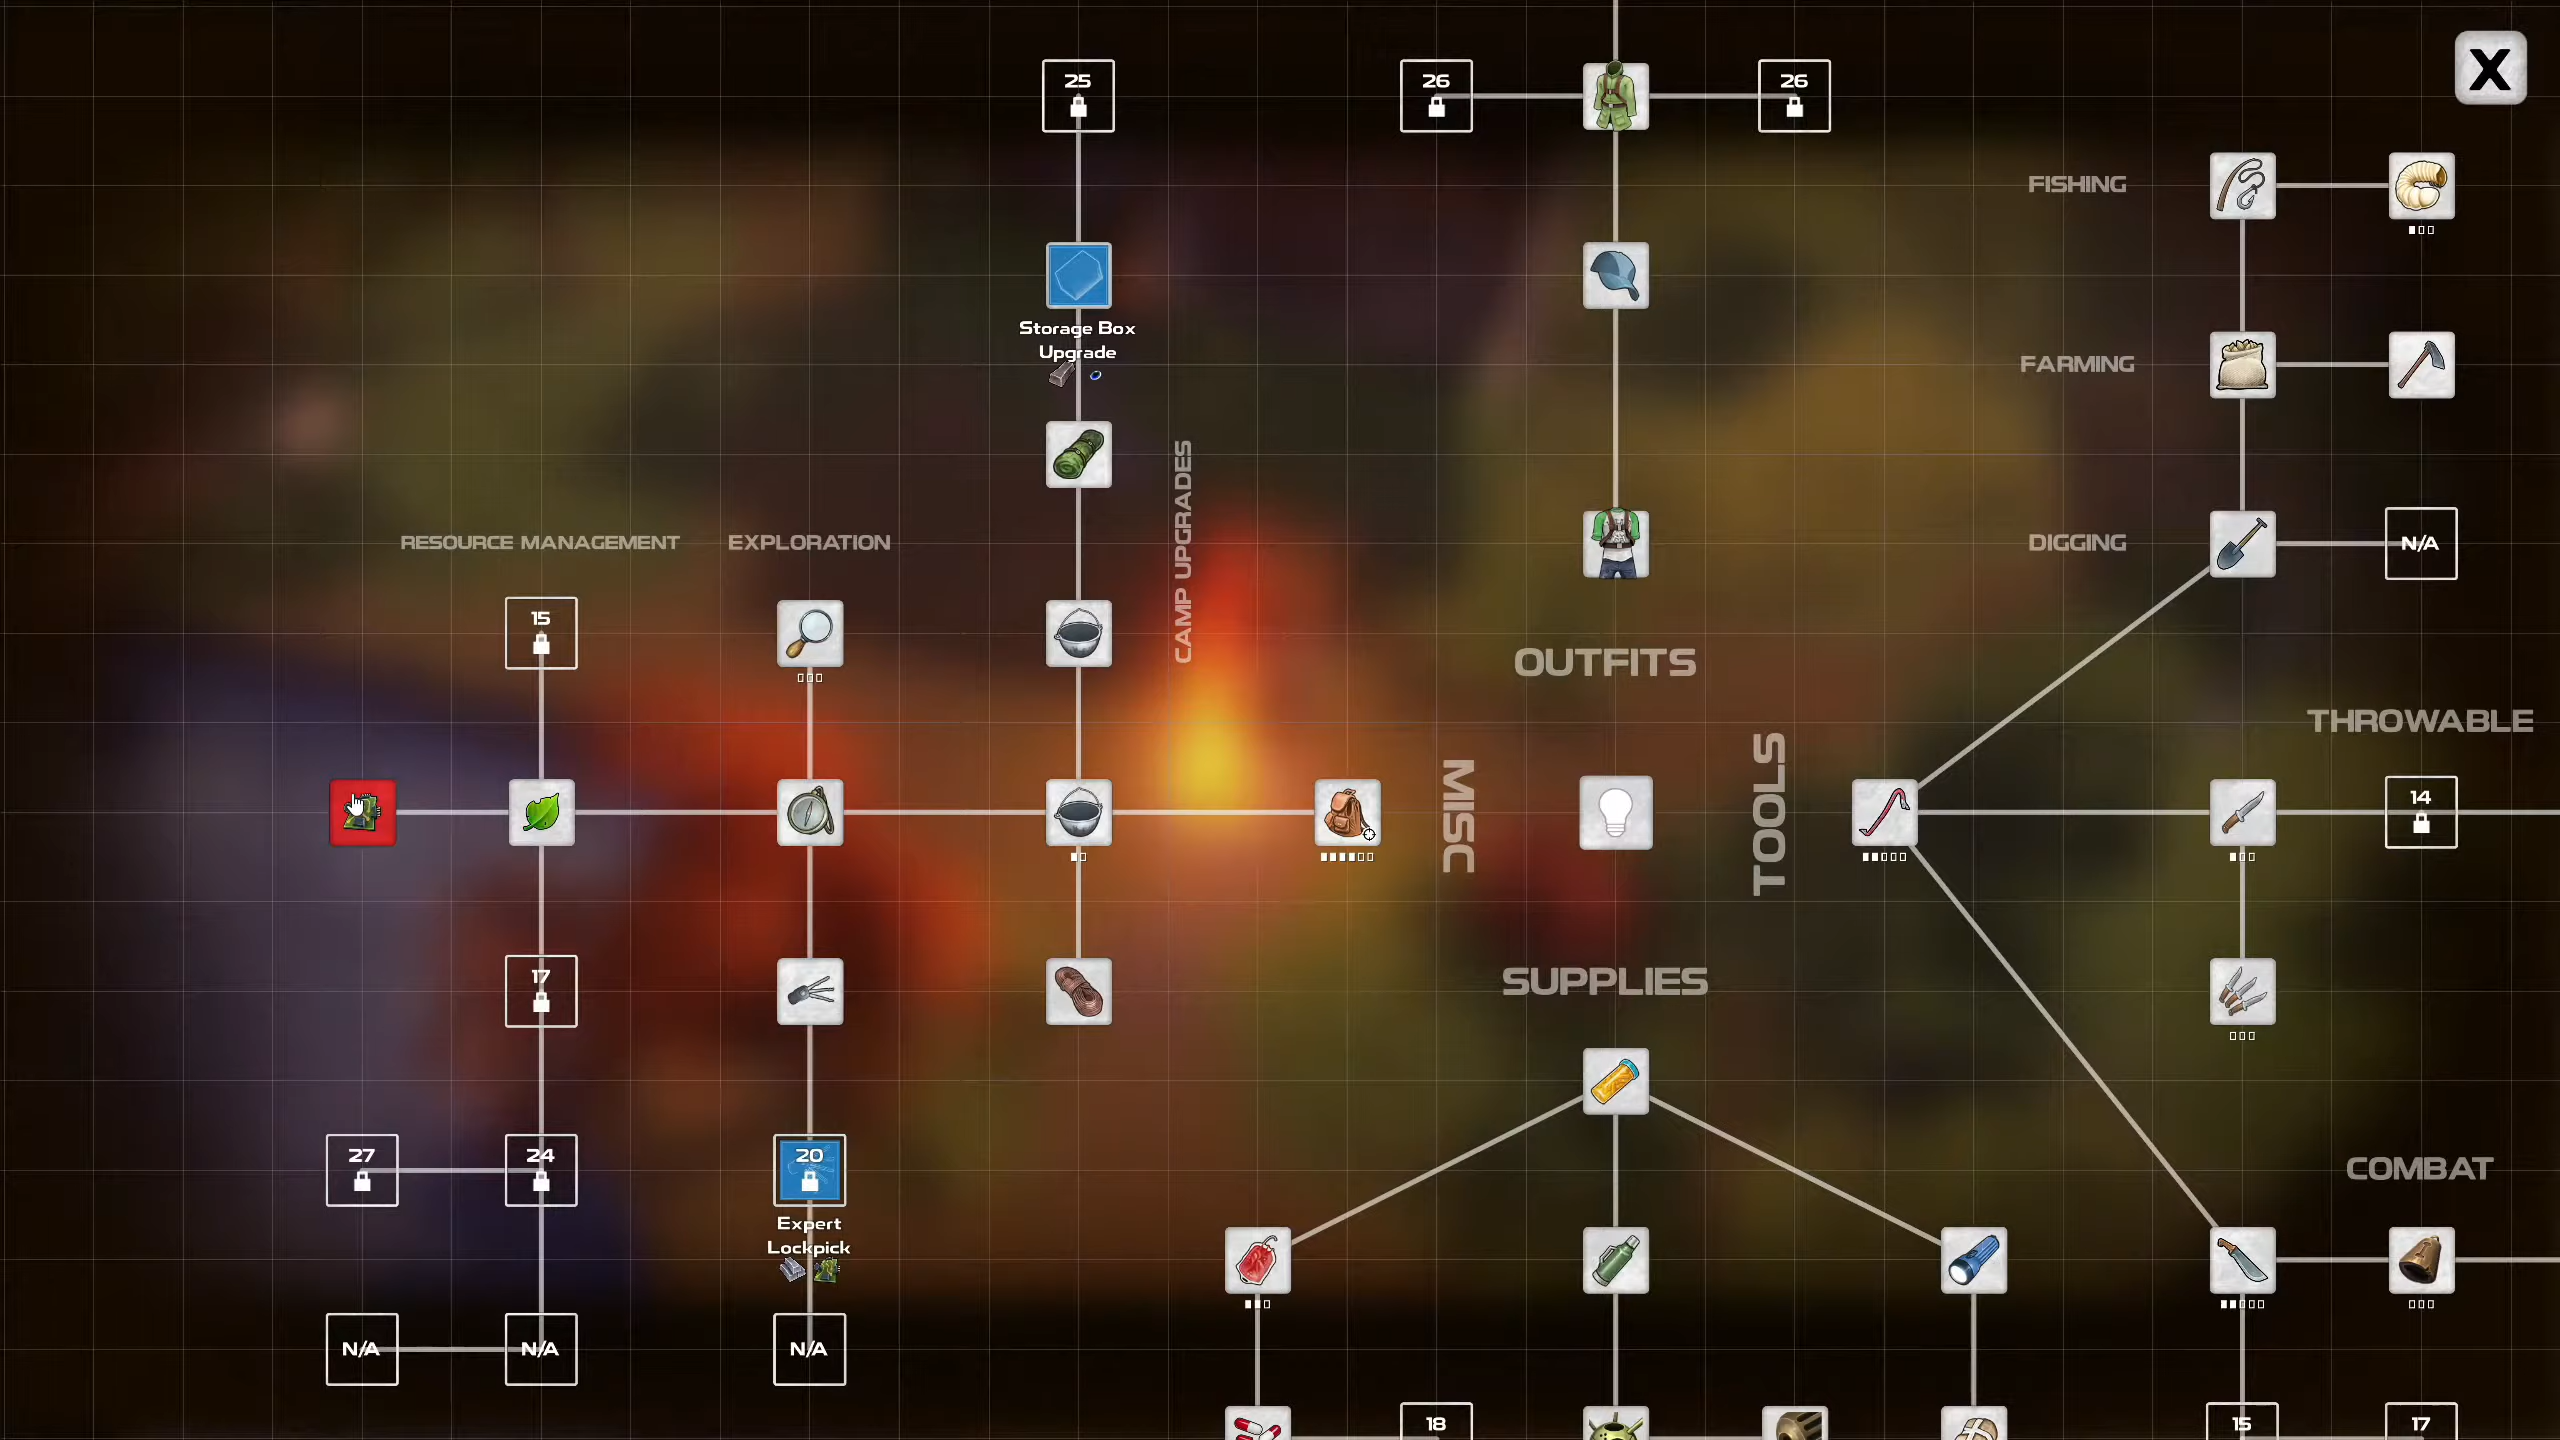 25
26
26
X
FISHING
Storage Box
Upgrade
FARMING
CAMP UPGRADES
RESOURCE MANAGEMENT
EXPLORATION
DIGGING
N/A
15
OUTFITS
THROWABLE
MISC
TOOLS
14
17
SUPPLIES
27
24
20
COMBAT
Expert
Lockpick
N/A
N/A
N/A
18
15
17